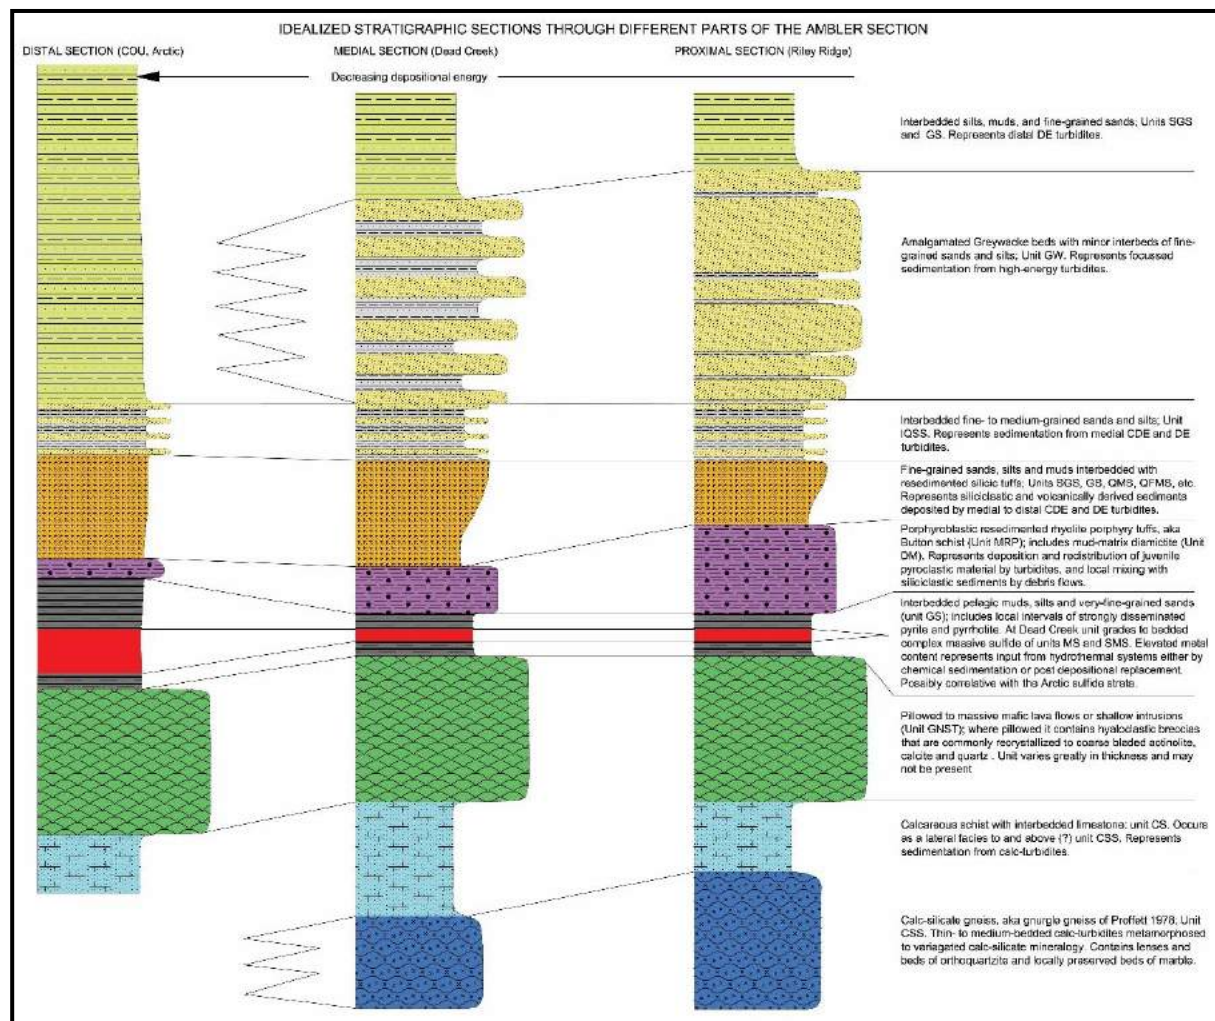 IDEALIZED STRATIGRAPHIC SECTIONS THROUGH DIFFERENT PARTS OF THE AMBLER SECTION
DISTAL SECTION (COU, Arctic)
MEDIAL SECTION (Dead Creek)
PROXIMAL SECTION (Riley Ridge)
Decreasing depositional energy
Interbedded silts, muds, and fine-grained sands; Units SGS
and GS. Represents distal DE turbidites.
Amalgamated Greywacke beds with minor interbeds of fine-
grained sands and silts; Unit GW. Represents focussed
sedimentation from high-energy turbidites.
Interbedded fine- to medium-grained sands and silts; Unit
IQSS. Represents sedimentation from medial CDE and DE
turbidites.
Fine-grained sands, silts and muds interbedded with
resedimented silicic tuffs; Units SGS, GS, QMS, QFMS, etc.
Represents siliciclastic and volcanically derived sediments
deposited by medial to distal CDE and DE turbidites.
Porphyroblastic resedimented rhyolite porphyry tuffs, aka
Button schist (Unit MRP); includes mud-matrix diamictite (Unit
DM). Represents deposition and redistribution of juvenile
pyroclastic material by turbidites, and local mixing with
siliciclastic sediments by debris flows.
Interbedded pelagic muds, silts and very-fine-grained sands
(unit GS); includes local intervals of strongly disseminated
pyrite and pyrrholite. At Dead Creek unit grades to bedded
complex massive sulfide of units MS and SMS. Elevated metal
content represents input from hydrothermal systems either by
chemical sedimentation or post depositional replacement.
Possibly correlative with the Arctic sulfide strata.
Pillowed to massive mafic lava flows or shallow intrusions
(Unit GNST); where pillowed it contains hyaloclastic breccias
that are commonly recrystallized to coarse bladed actinolite,
calcite and quartz . Unit varies greatly in thickness and may
not be present
Calcareous schist with interbedded limestone: unit CS. Occurs
as a lateral facies to and above (?) unit CSS. Represents
sedimentation from calc-turbidites.
Calc-silicate gneiss, aka gnurgle gneiss of Proffett 1978; Unit
CSS. Thin- to medium-bedded calc-turbidites metamorphosed
to variagated calc-silicate mineralogy. Contains lenses and
beds of orthoquartzite and locally preserved beds of marble.